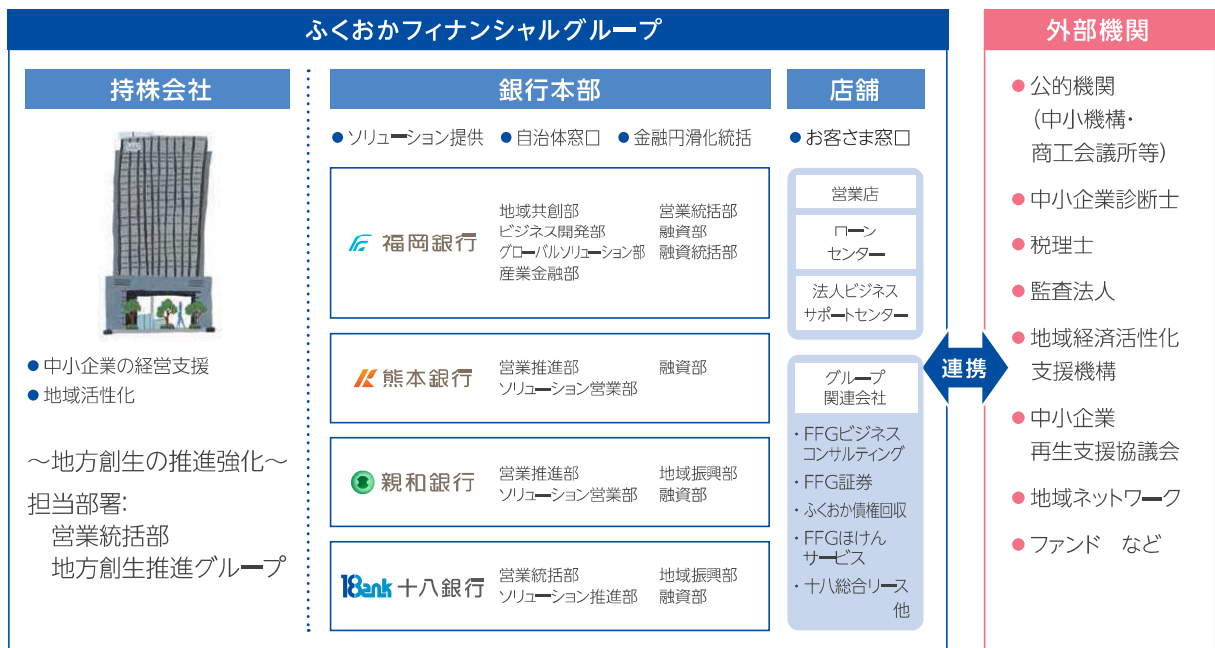 ふくおかフィナンシャルグループ
持株会社
● 中小企業の経営支援
● 地域活性化
～地方創生の推進強化～
担当部署:
営業統括部
地方創生推進グループ
銀行本部
● ソリューション提供 ● 自治体窓口 ● 金融円滑化統括
福岡銀行
地域共創部 営業統括部
ビジネス開発部 融資部
グローバルソリューション部 融資統括部
産業金融部
熊本銀行
営業推進部 融資部
ソリューション営業部
親和銀行
営業推進部 地域振興部
ソリューション営業部 融資部
18Bank 十八銀行
営業統括部 地域振興部
ソリューション推進部 融資部
店舗
● お客さま窓口
営業店
ローン
センター
法人ビジネス
サポートセンター
グループ
関連会社
・FFGビジネス
コンサルティング
・FFG証券
・ふくおか債権回収
・FFGほけん
サービス
・十八総合リース
他
連携
外部機関
● 公的機関
（中小機構・
商工会議所等）
● 中小企業診断士
● 税理士
● 監査法人
● 地域経済活性化
支援機構
● 中小企業
再生支援協議会
● 地域ネットワーク
● ファンド など